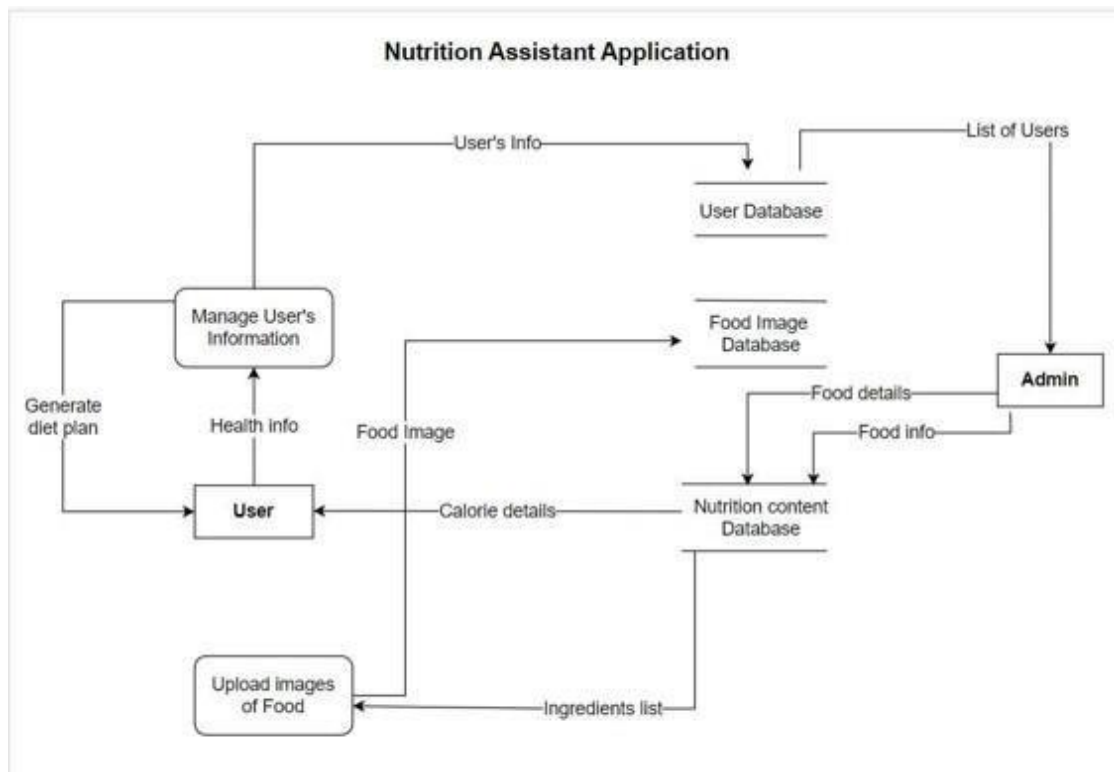 Nutrition Assistant Application
User's Info
List of Users
User Database
Manage User's
Information
Food Image
Database
Admin
Generate
diet plan
Health info
Food Image
Food details
Food info
User
Calorie details
Nutrition content
Database
Upload images
of Food
Ingredients list